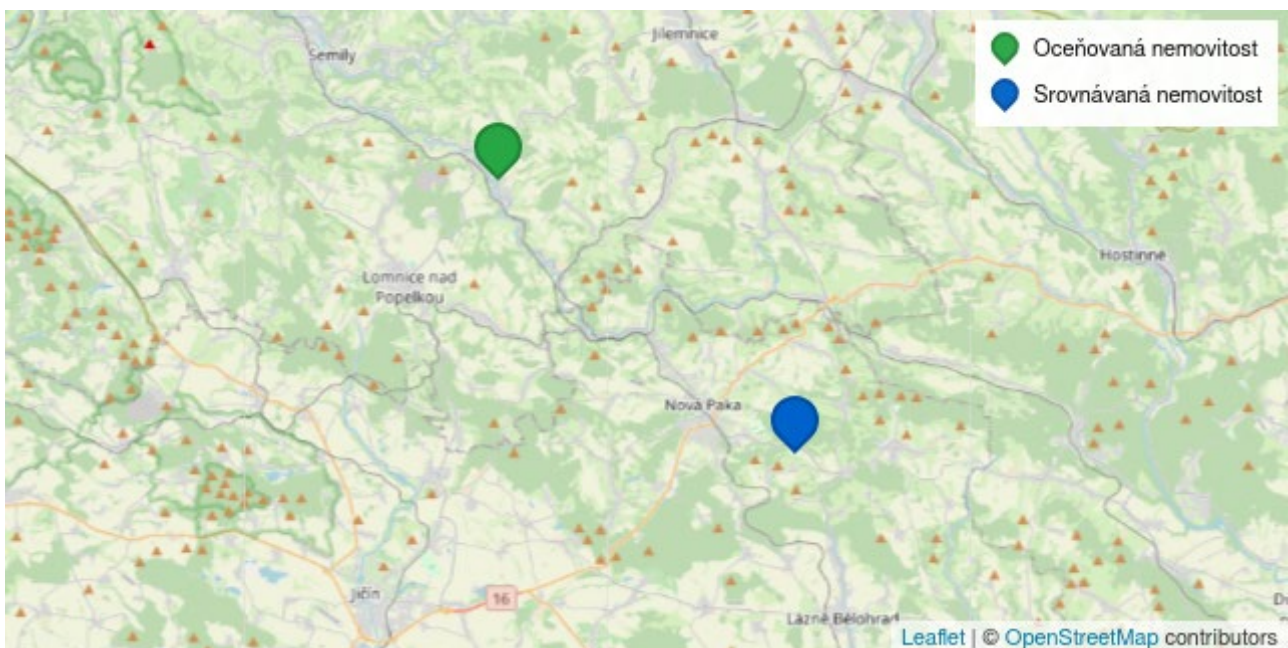 Jilemnice
Semily
Oceňovaná nemovitost
Srovnávaná nemovitost
Hostinné
Lomnice nad
Popelkou
Nová Paka
Jičín
16
Lázně Bělohrad
Leaflet | © OpenStreetMap contributors